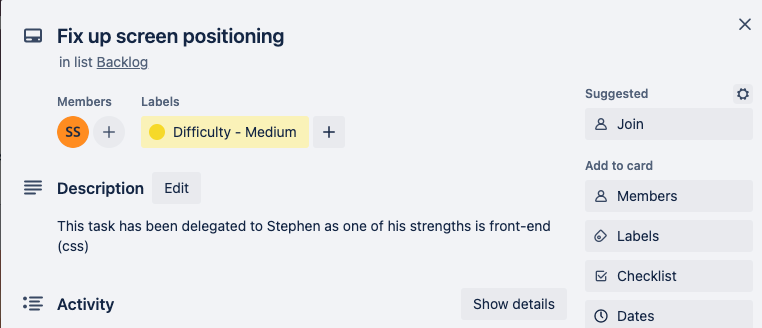 Fix up screen positioning
in list Backlog
Members
Labels
SS
Difficulty - Medium
Description
Edit
This task has been delegated to Stephen as one of his strengths is front-end
(css)
Activity
Show details
Suggested
Join
Add to card
Members
Labels
Checklist
Dates